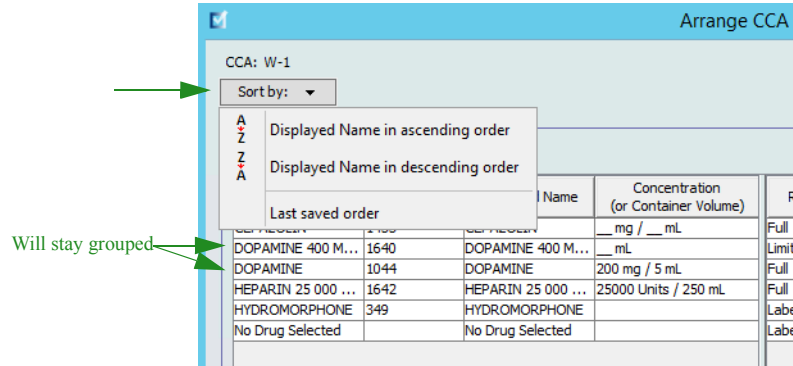 Arrange CCA
CCA: W-1
Sort by:
A Z Displayed Name in ascending order
Z A Displayed Name in descending order
Last saved order
Name Concentration
(or Container Volume)
__ mg / __ mL Full
Will stay grouped
DOPAMINE 400 M... 1640 DOPAMINE 400 M... __ mL Limit
DOPAMINE 1044 DOPAMINE 200 mg / 5 mL Full
HEPARIN 25 000 ... 1642 HEPARIN 25 000 ... 25000 Units / 250 mL Full
HYDROMORPHONE 349 HYDROMORPHONE Labe
No Drug Selected No Drug Selected Labe